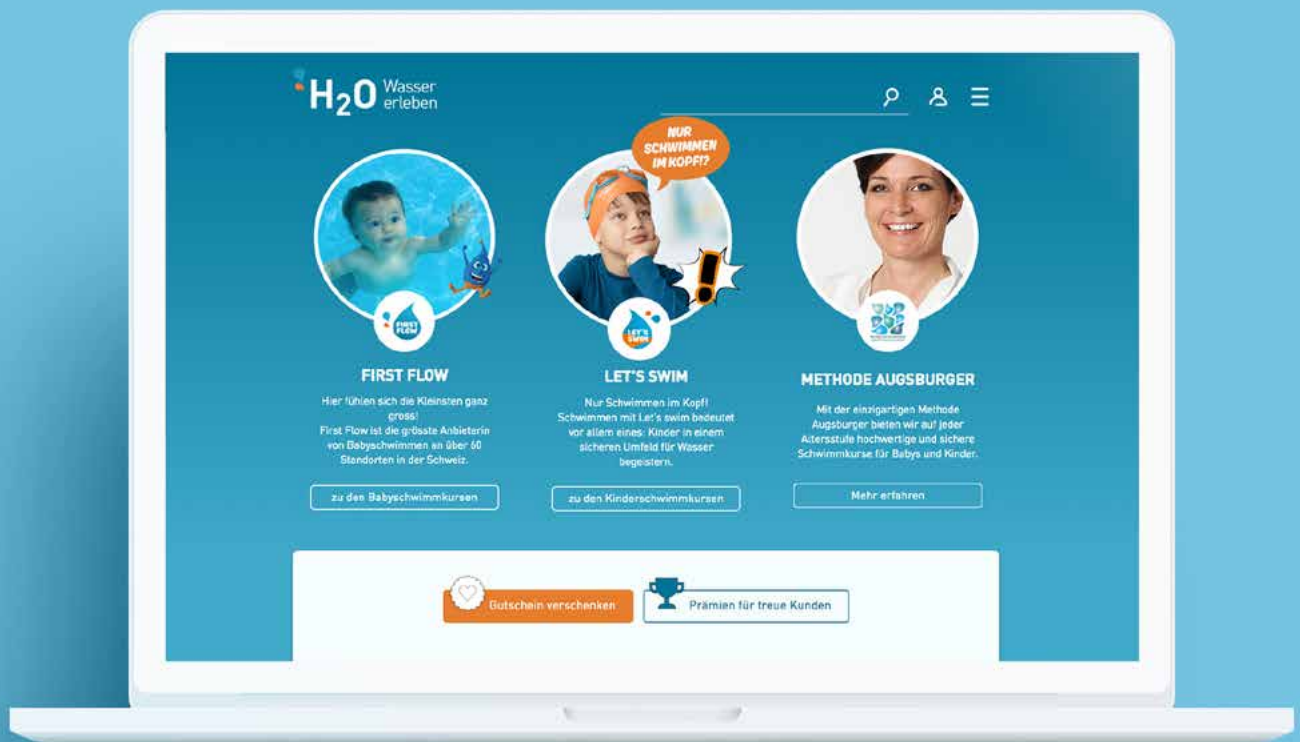 H2O Wasser
erleben
NUR
SCHWIMMEN
IM KOPF!?
FIRST
FLOW
LET'S
SWIM
FIRST FLOW
Hier fühlen sich die Kleinsten ganz
gross!
First Flow ist die grösste Anbieterin
von Babyschwimmen an über 60
Standorten in der Schweiz.
zu den Babyschwimmkursen
LET'S SWIM
Nur Schwimmen im Kopf!
Schwimmen mit Let's swim bedeutet
vor allem eines: Kinder in einem
sicheren Umfeld für Wasser
begeistern.
zu den Kinderschwimmkursen
METHODE AUGSBURGER
Mit der einzigartigen Methode
Augsburger bieten wir auf jeder
Altersstufe hochwertige und sichere
Schwimmkurse für Babys und Kinder.
Mehr erfahren
Gutschein verschenken
Prämien für treue Kunden